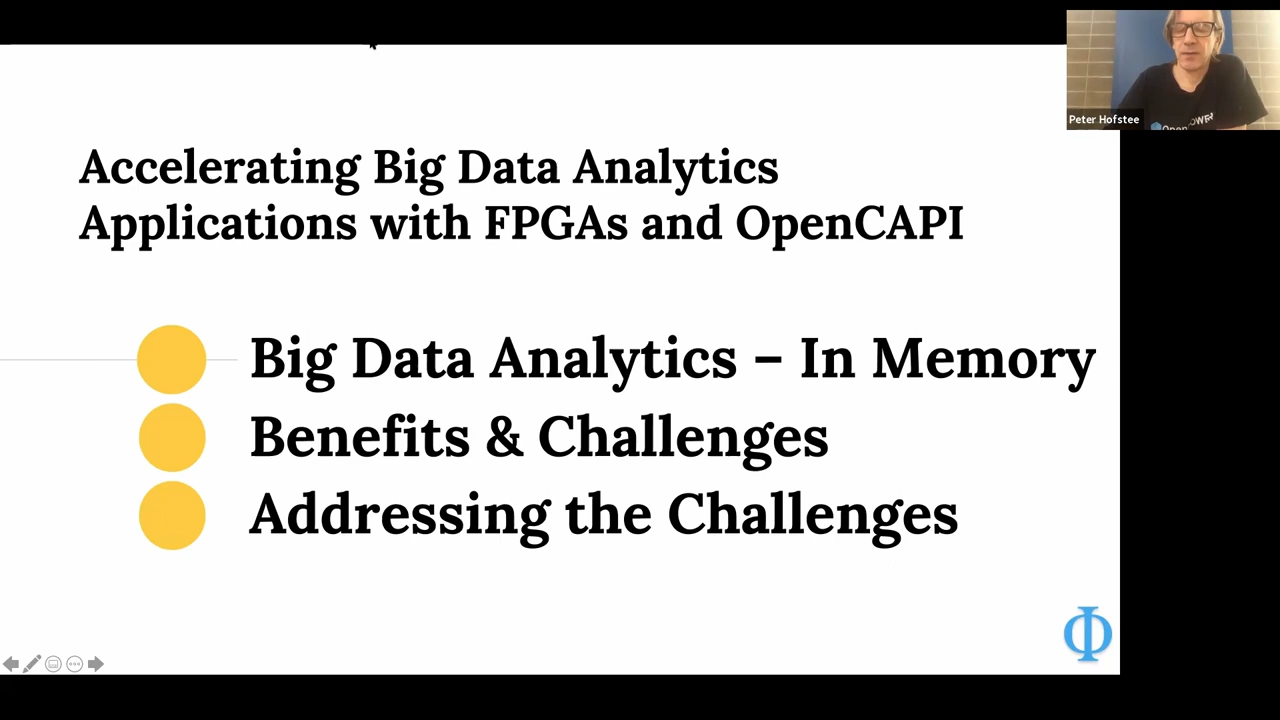 Accelerating Big Data Analytics
Applications with FPGAs and OpenCAPI
Big Data Analytics – In Memory
Benefits & Challenges
Addressing the Challenges
Φ
Peter Hofstee